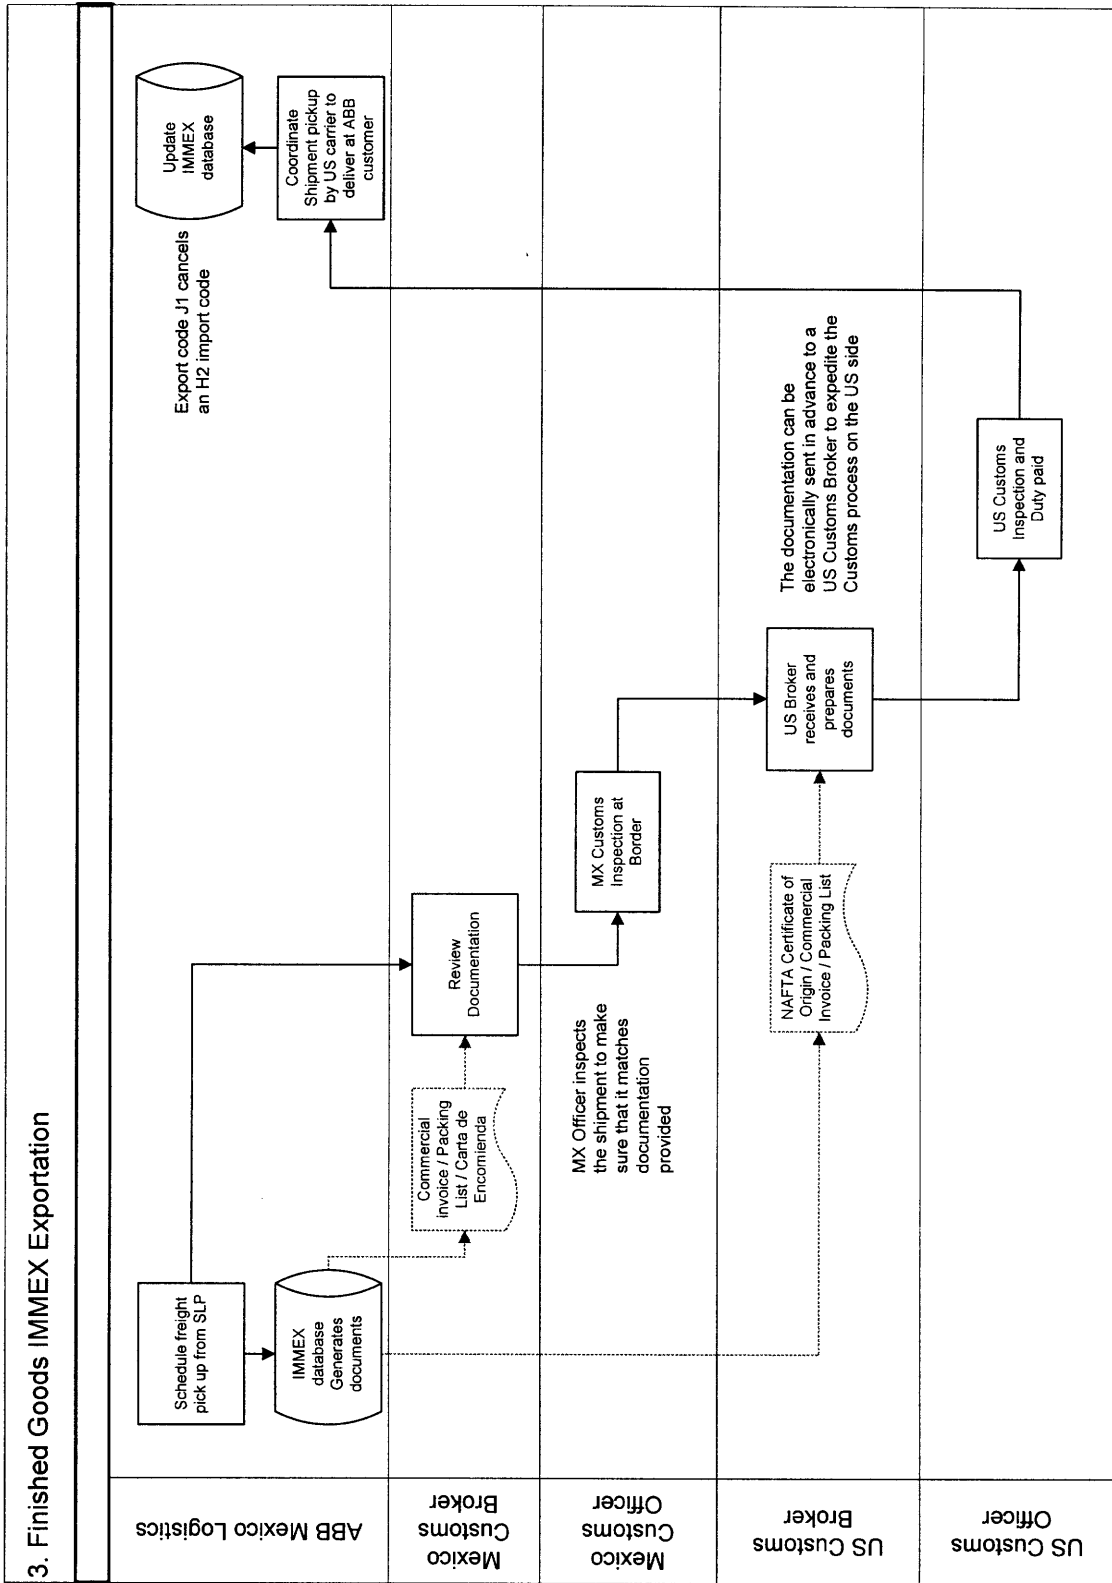 3. Finished Goods IMMEX Exportation
ABB Mexico Logistics
Schedule freight
pick up from SLP
IMMEX
database
Generates
documents
Export code J1 cancels
an H2 import code
Update
IMMEX
database
Coordinate
Shipment pickup
by US carrier to
deliver at ABB
customer
Mexico
Customs
Broker
Commercial
invoice / Packing
List / Carta de
Encomienda
Review
Documentation
Mexico
Customs
Officer
MX Officer inspects
the shipment to make
sure that it matches
documentation
provided
MX Customs
Inspection at
Border
US Customs
Broker
NAFTA Certificate of
Origin / Commercial
Invoice / Packing List
US Broker
receives and
prepares
documents
The documentation can be
electronically sent in advance to a
US Customs Broker to expedite the
Customs process on the US side
US Customs
Officer
US Customs
Inspection and
Duty paid